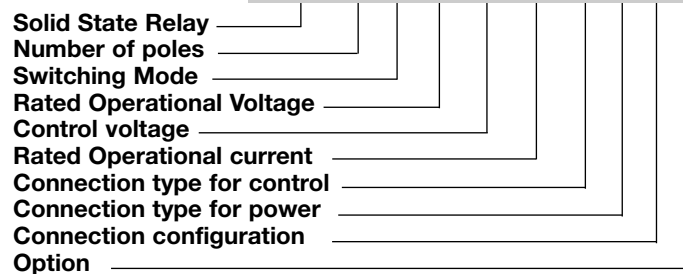 Solid State Relay
Number of poles
Switching Mode
Rated Operational Voltage
Control voltage
Rated Operational current
Connection type for control
Connection type for power
Connection configuration
Option